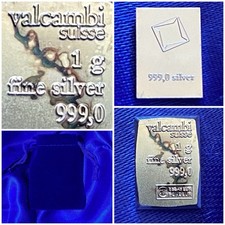 valcambi
suisse
1 g
fine silver
999,0
999,0 silver
valcambi
suisse
1 g
fine silver
999,0